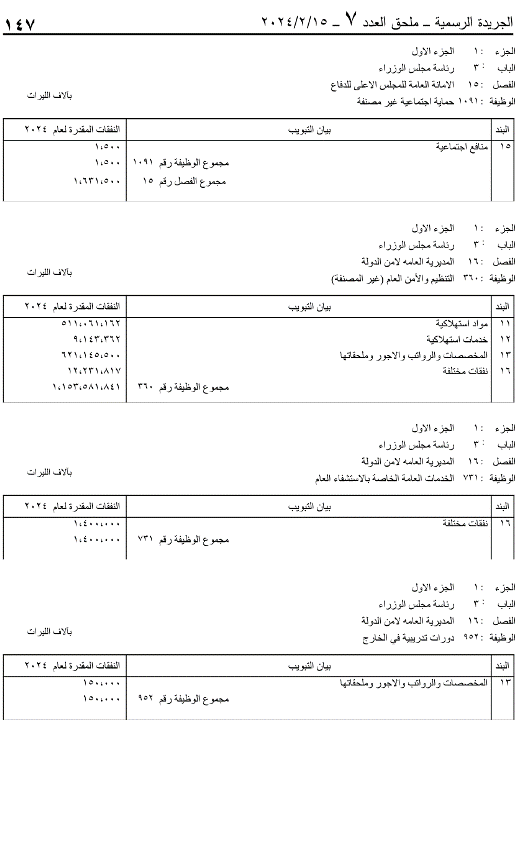 الجريدة الرسمية ــ ملحق العدد ٧ ــ ٢٠٢٤/٢/١٥ ١٤٧
الجزء : ١ الجزء الاول
الباب : ٣ رئاسة مجلس الوزراء
الفصل : ١٥ الامانة العامة للمجلس الاعلى للدفاع
الوظيفة : ١٠٩١ حماية اجتماعية غير مصنفة بآلاف الليرات
البند بيان التبويب النفقات المقدرة لعام ٢٠٢٤
١٥ منافع اجتماعية ١،٥٠٠
مجموع الوظيفة رقم ١٠٩١ ١،٥٠٠
مجموع الفصل رقم ١٥ ١،٦٣١،٥٠٠
الجزء : ١ الجزء الاول
الباب : ٣ رئاسة مجلس الوزراء
الفصل : ١٦ المديرية العامه لامن الدولة
الوظيفة : ٣٦٠ التنظيم والأمن العام (غير المصنفة) بآلاف الليرات
البند بيان التبويب النفقات المقدرة لعام ٢٠٢٤
١١ مواد استهلاكية ٥١١،٠٦١،١٦٢
١٢ خدمات استهلاكية ٩،١٤٣،٣٦٢
١٣ المخصصات والرواتب والاجور وملحقاتها ٦٢١،١٤٥،٥٠٠
١٦ نفقات مختلفة ١٢،٢٣١،٨١٧
مجموع الوظيفة رقم ٣٦٠ ١،١٥٣،٥٨١،٨٤١
الجزء : ١ الجزء الاول
الباب : ٣ رئاسة مجلس الوزراء
الفصل : ١٦ المديرية العامه لامن الدولة
الوظيفة : ٧٣١ الخدمات العامة الخاصة بالاستشفاء العام بآلاف الليرات
البند بيان التبويب النفقات المقدرة لعام ٢٠٢٤
١٦ نفقات مختلفة ١،٤٠٠،٠٠٠
مجموع الوظيفة رقم ٧٣١ ١،٤٠٠،٠٠٠
الجزء : ١ الجزء الاول
الباب : ٣ رئاسة مجلس الوزراء
الفصل : ١٦ المديرية العامه لامن الدولة
الوظيفة : ٩٥٢ دورات تدريبية في الخارج بآلاف الليرات
البند بيان التبويب النفقات المقدرة لعام ٢٠٢٤
١٣ المخصصات والرواتب والاجور وملحقاتها ١٥٠،٠٠٠
مجموع الوظيفة رقم ٩٥٢ ١٥٠،٠٠٠